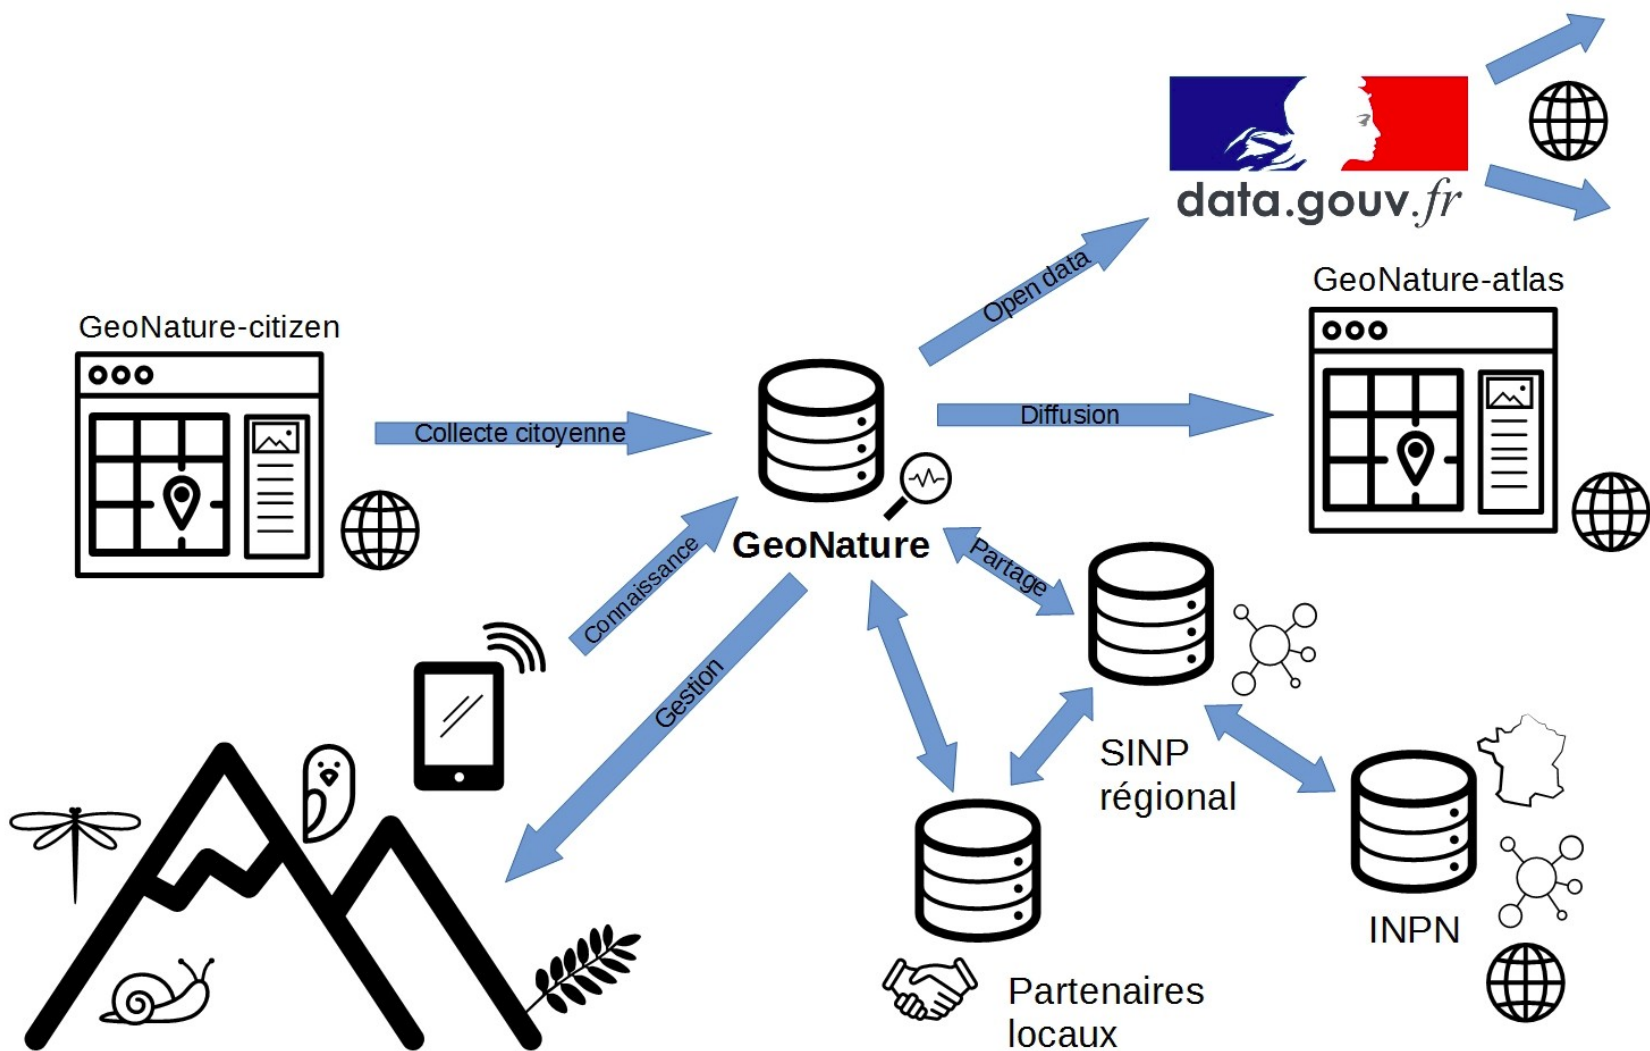 data.gouv.fr
Open data
GeoNature-atlas
GeoNature-citizen
Collecte citoyenne
Diffusion
GeoNature
Connaissance
Partage
Gestion
SINP
régional
INPN
Partenaires
locaux